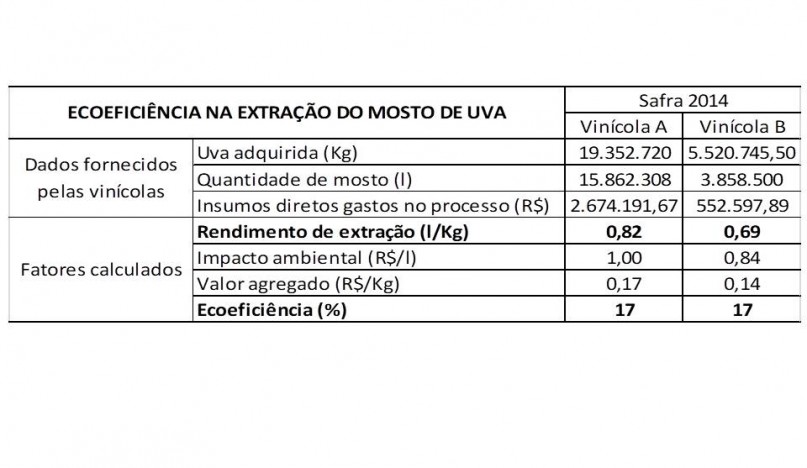 ECOEFICIÊNCIA NA EXTRAÇÃO DO MOSTO DE UVA
Safra 2014
Vinícola A Vinícola B
Dados fornecidos pelas vinícolas
Uva adquirida (Kg) 19.352.720 5.520.745,50
Quantidade de mosto (l) 15.862.308 3.858.500
Insumos diretos gastos no processo (R$) 2.674.191,67 552.597,89
Fatores calculados
Rendimento de extração (l/Kg) 0,82 0,69
Impacto ambiental (R$/l) 1,00 0,84
Valor agregado (R$/Kg) 0,17 0,14
Ecoeficiência (%) 17 17